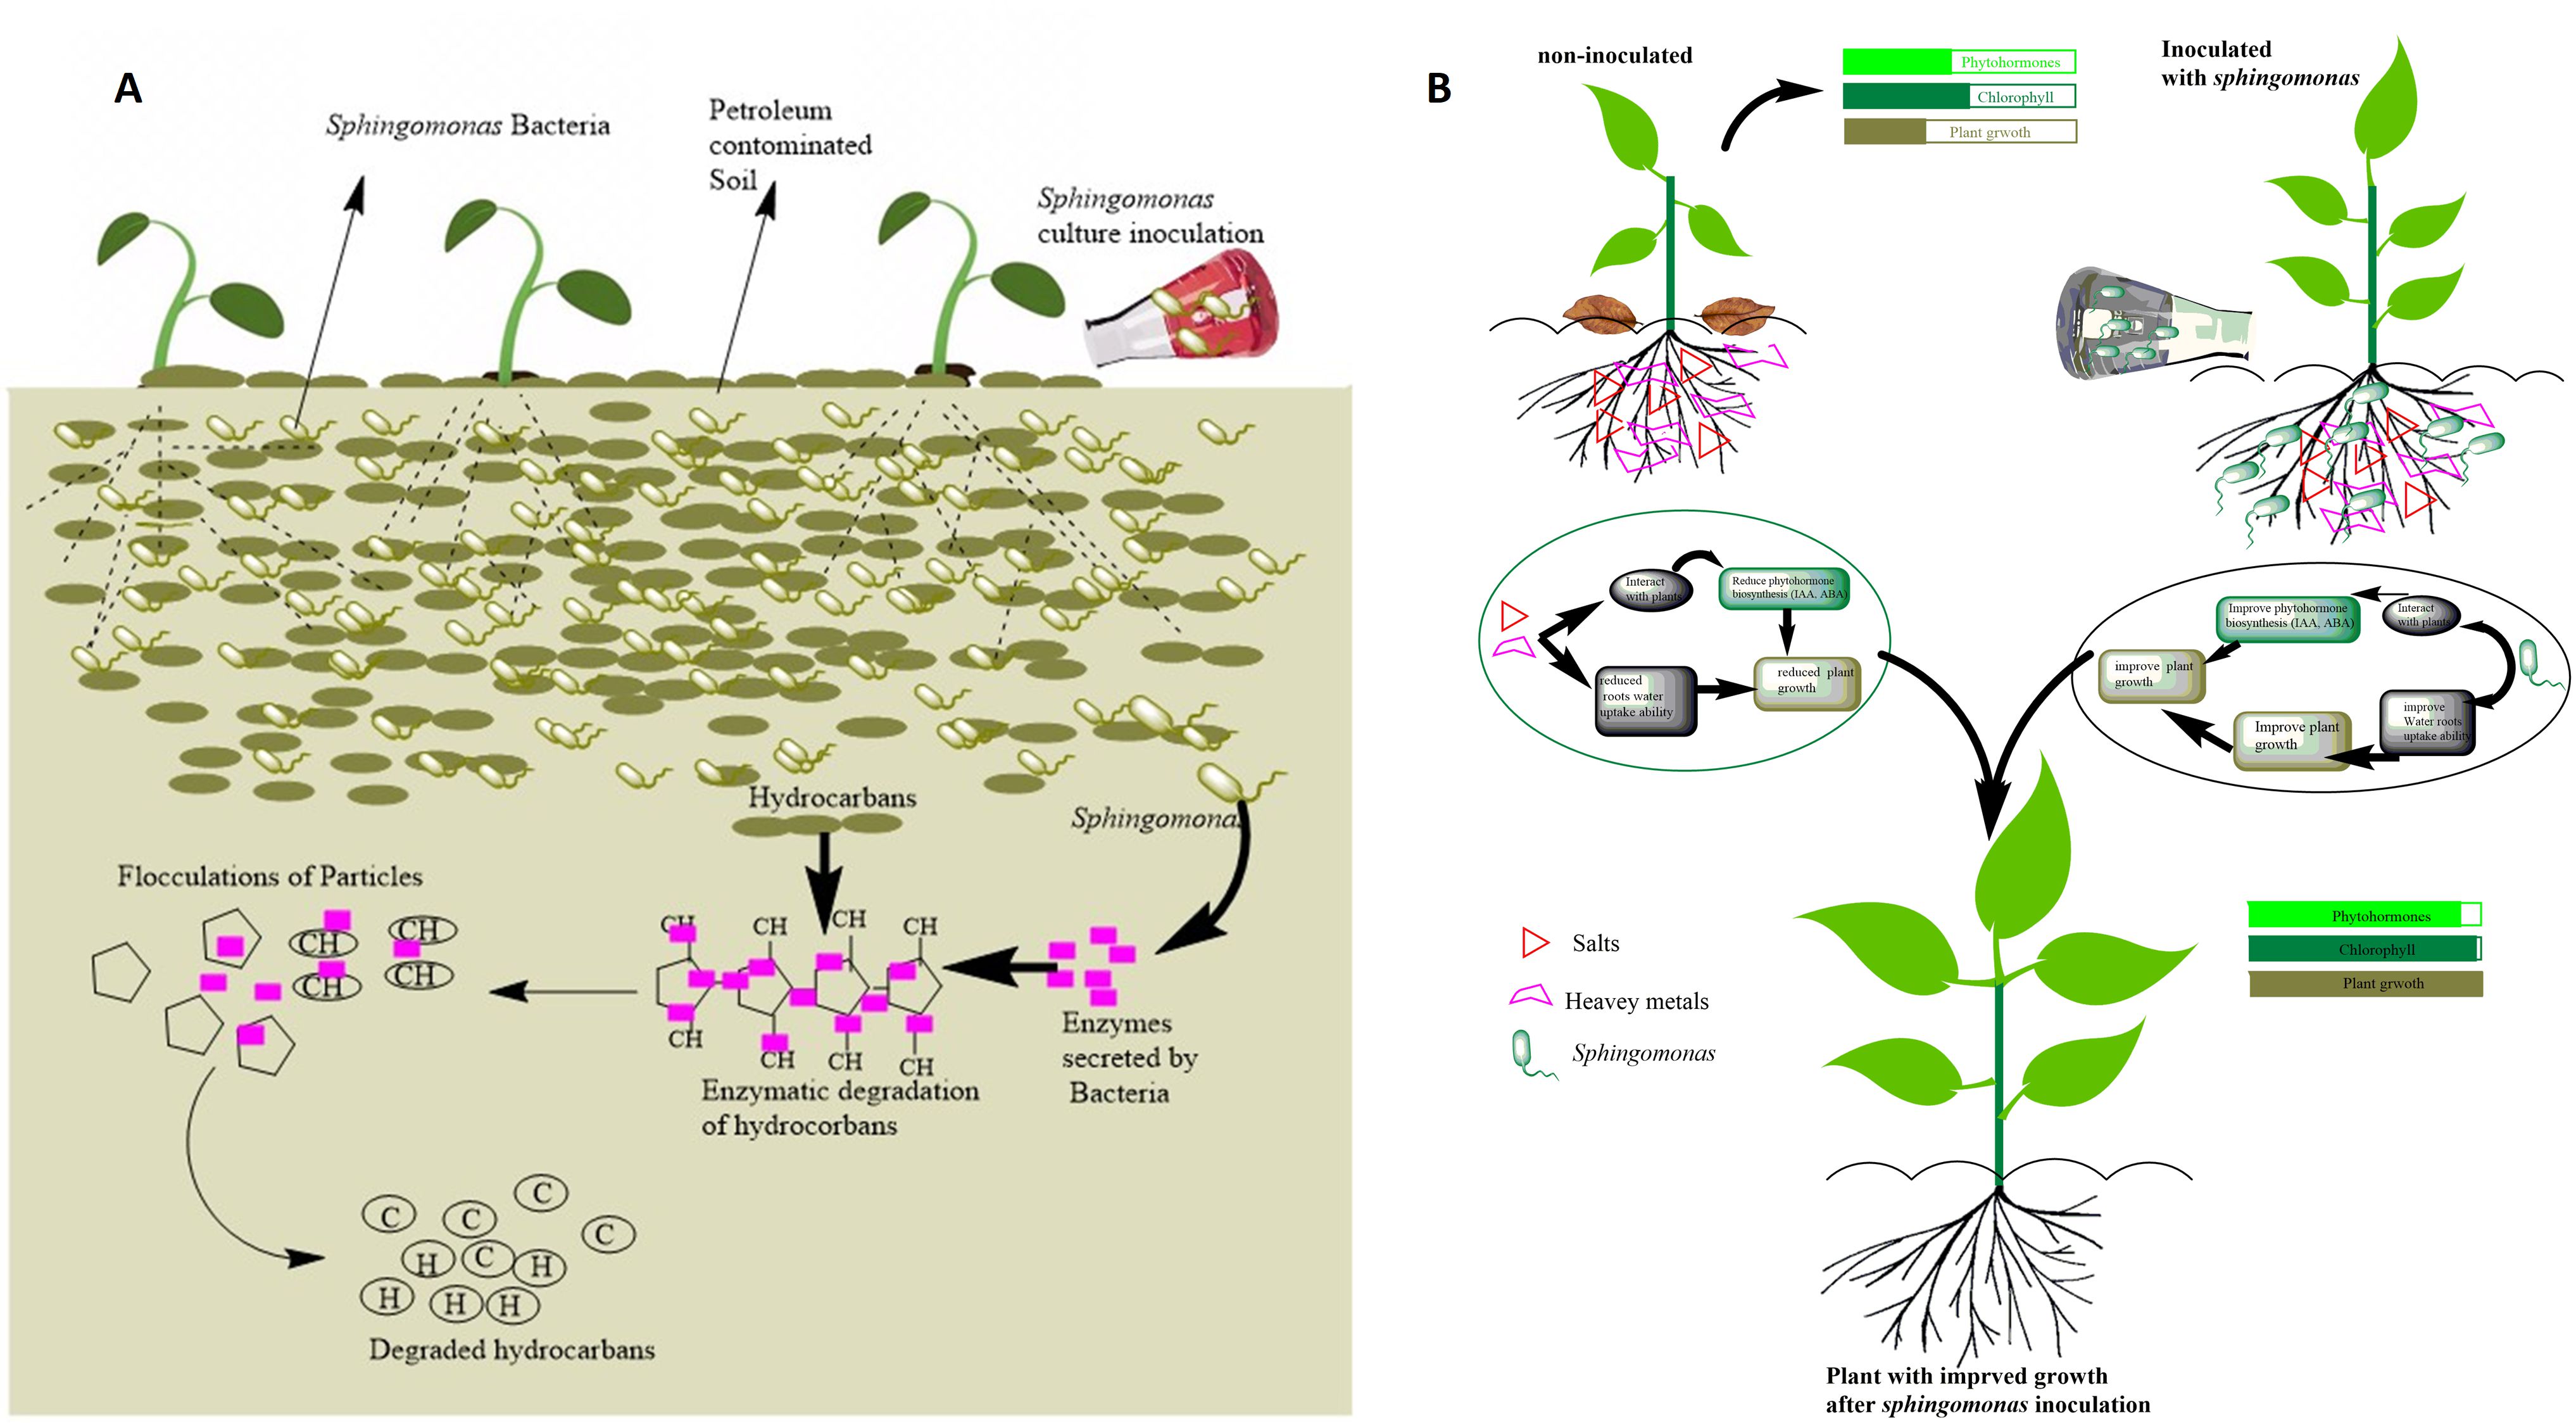 A
Sphingomonas Bacteria
Petroleum
contominated
Soil
Sphingomonas
culture inoculation
Hydrocarbans
Sphingomonas
Flocculations of Particles
CH
CH
CH
CH
CH
CH
CH
CH
CH
CH
CH
CH
Enzymes
secreted by
Bacteria
Enzymatic degradation
of hydrocorbans
C
C
C
C
H
C
H
H
H
H
Degraded hydrocarbans
B
non-inoculated
Phytohormones
Chlorophyll
Plant grwoth
Inoculated
with sphingomonas
Interact
with plants
Reduce phytohormone
biosynthesis (IAA, ABA)
reduced
roots water
uptake ability
reduced plant
growth
Improve phytohormone
biosynthesis (IAA, ABA)
Interact
with plants
improve plant
growth
Improve plant
growth
improve
Water roots
uptake ability
Salts
Heavey metals
Sphingomonas
Phytohormones
Chlorophyll
Plant grwoth
Plant with imprved growth
after sphingomonas inoculation